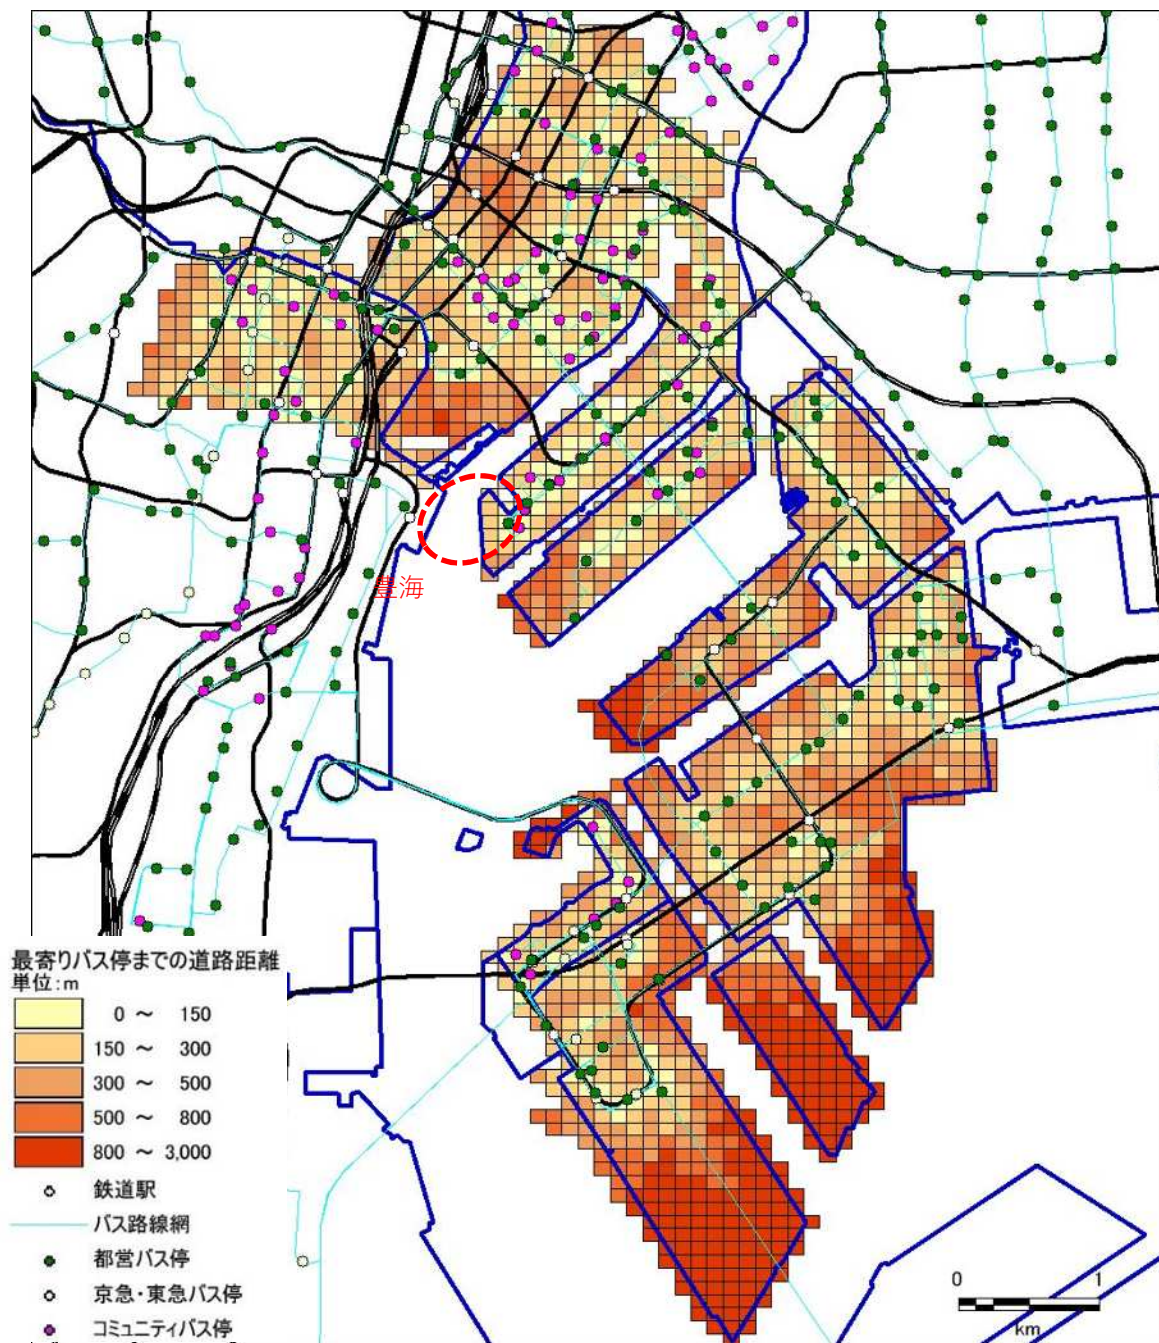 豊海
最寄りバス停までの道路距離
単位:m
0 ～ 150
150 ～ 300
300 ～ 500
500 ～ 800
800 ～ 3,000
鉄道駅
バス路線網
都営バス停
京急・東急バス停
コミュニティバス停
0 1
km